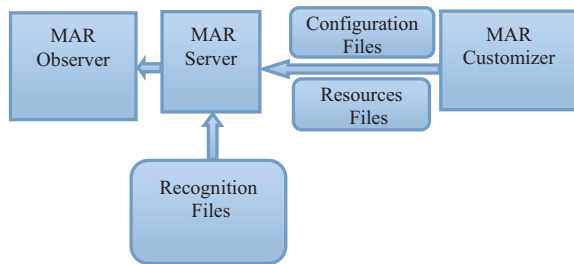 MAR
Observer
MAR
Server
Configuration
Files
Resources
Files
MAR
Customizer
Recognition
Files